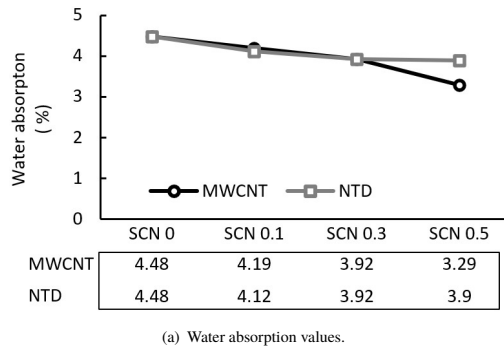 5
4
3
2
1
0
Water absorpton
( %)
MWCNT NTD
SCN 0 SCN 0.1 SCN 0.3 SCN 0.5
MWCNT 4.48 4.19 3.92 3.29
NTD 4.48 4.12 3.92 3.9
(a) Water absorption values.